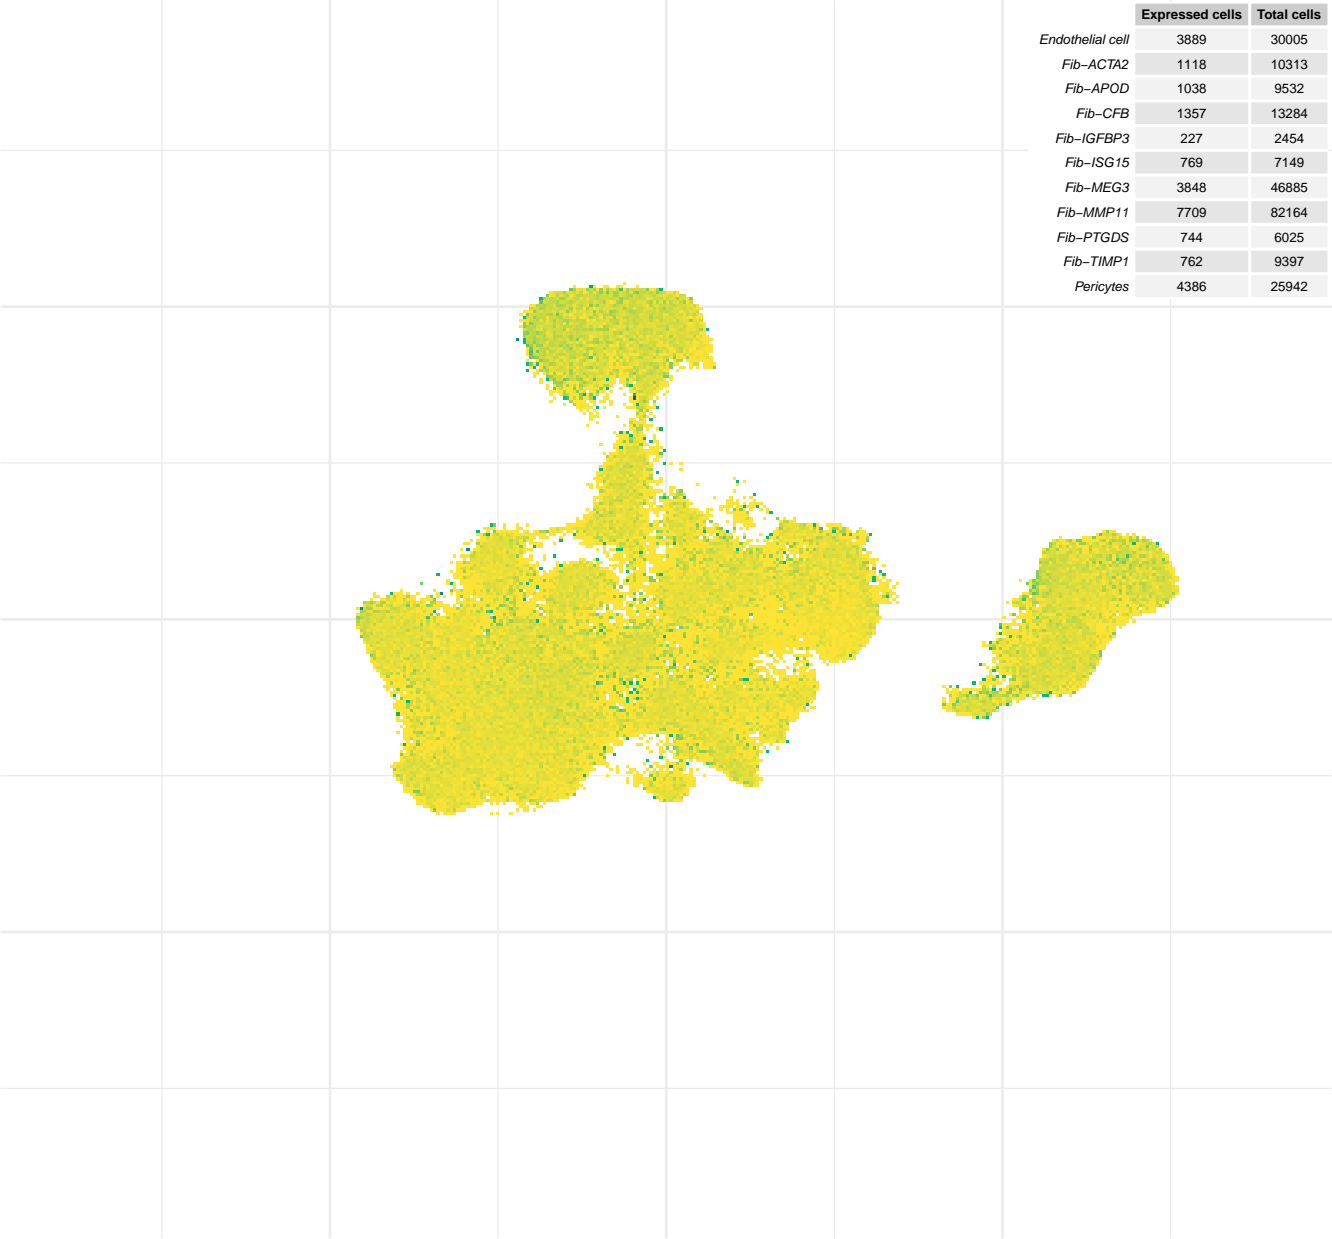 Expressed cells Total cells
Endothelial cell 3889 30005
Fib−ACTA2 1118 10313
Fib−APOD 1038 9532
Fib−CFB 1357 13284
Fib−IGFBP3 227 2454
Fib−ISG15 769 7149
Fib−MEG3 3848 46885
Fib−MMP11 7709 82164
Fib−PTGDS 744 6025
Fib−TIMP1 762 9397
Pericytes 4386 25942